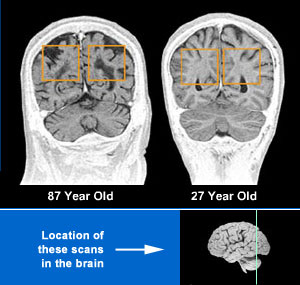 87 Year Old
27 Year Old
Location of
these scans
in the brain